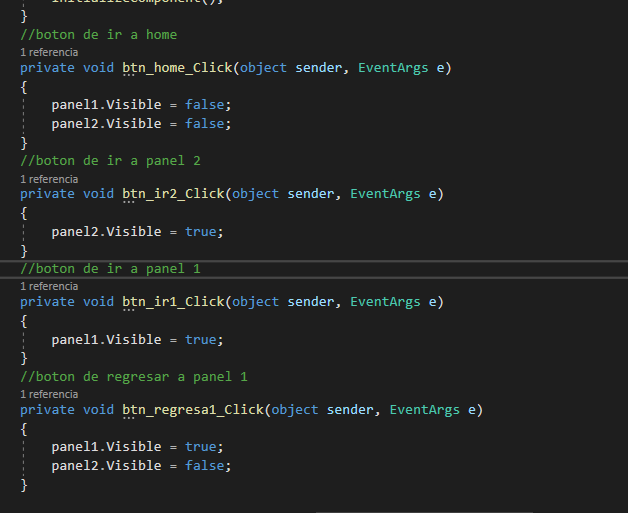 InitializeComponent();
}
//boton de ir a home
1 referencia
private void btn_home_Click(object sender, EventArgs e)
{
panel1.Visible = false;
panel2.Visible = false;
}
//boton de ir a panel 2
1 referencia
private void btn_ir2_Click(object sender, EventArgs e)
{
panel2.Visible = true;
}
//boton de ir a panel 1
1 referencia
private void btn_ir1_Click(object sender, EventArgs e)
{
panel1.Visible = true;
}
//boton de regresar a panel 1
1 referencia
private void btn_regresa1_Click(object sender, EventArgs e)
{
panel1.Visible = true;
panel2.Visible = false;
}